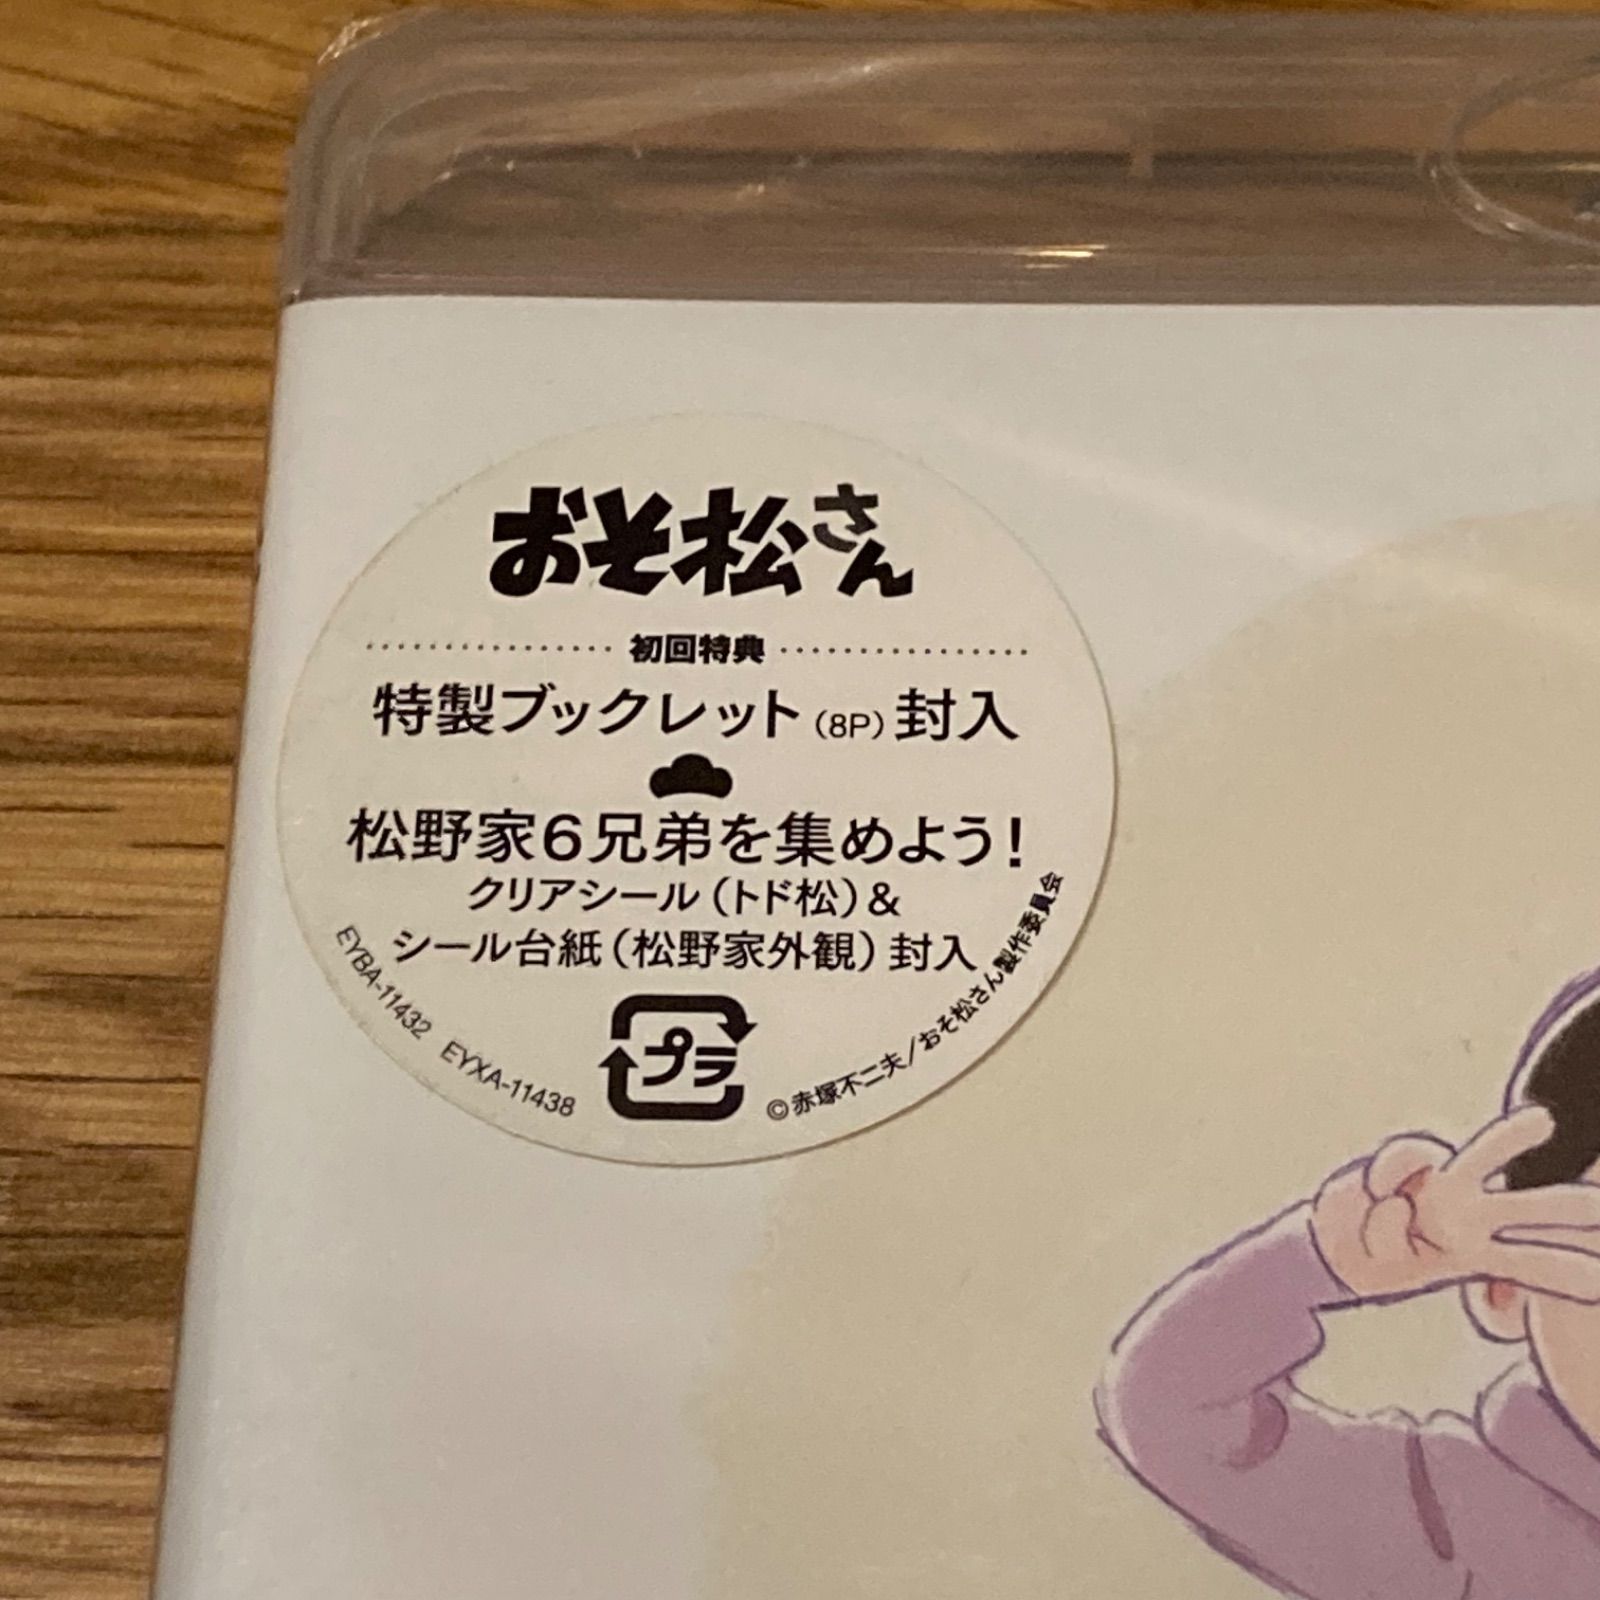 おそ松さん
初回特典
特製ブックレット（8P）封入
松野家6兄弟を集めよう！
クリアシール（トド松）＆
シール台紙（松野家外観）封入
EYBA-11432 EYXA-11438
プラ
©赤塚不二夫／おそ松さん製作委員会